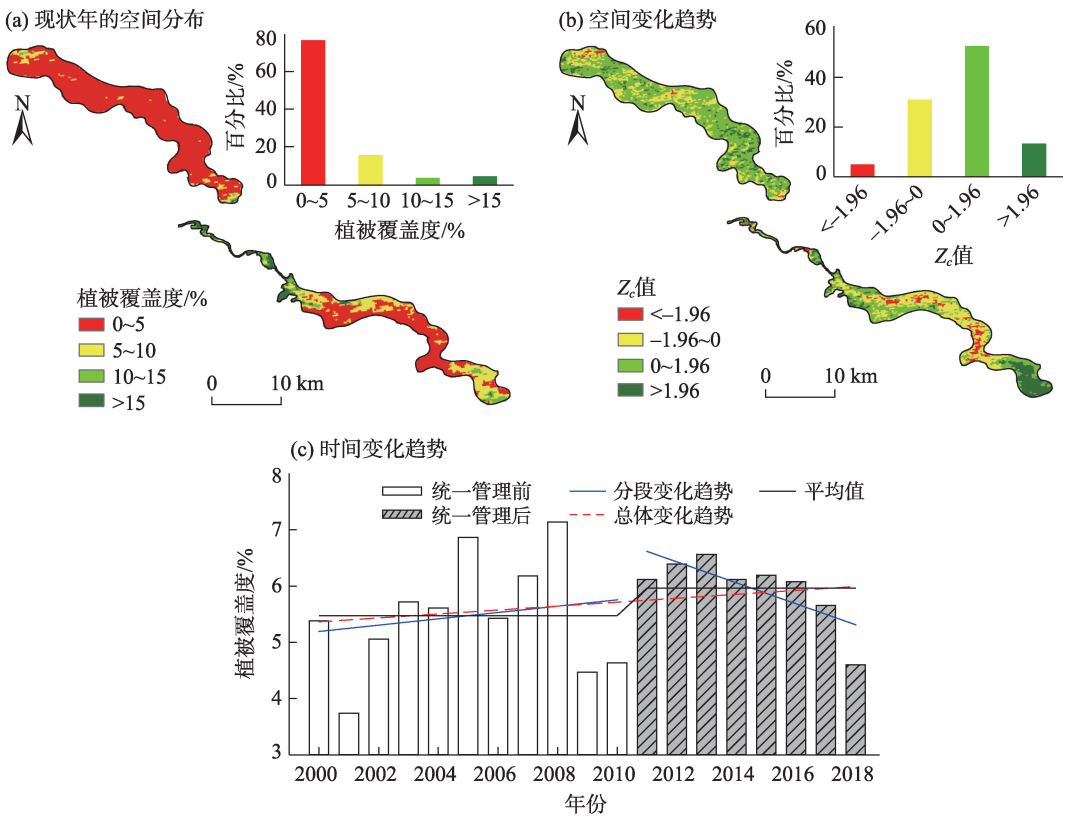 (a) 现状年的空间分布
80
60
40
20
0
百分比/%
0~5 5~10 10~15 >15
植被覆盖度/%
N
植被覆盖度/%
0~5
5~10
10~15
>15
0 10 km
(b) 空间变化趋势
60
40
20
0
百分比/%
<–1.96 –1.96~0 0~1.96 >1.96
Zc值
N
Zc值
<–1.96
–1.96~0
0~1.96
>1.96
0 10 km
(c) 时间变化趋势
统一管理前 分段变化趋势 平均值
统一管理后 总体变化趋势
8
7
6
5
4
3
植被覆盖度/%
2000 2002 2004 2006 2008 2010 2012 2014 2016 2018
年份